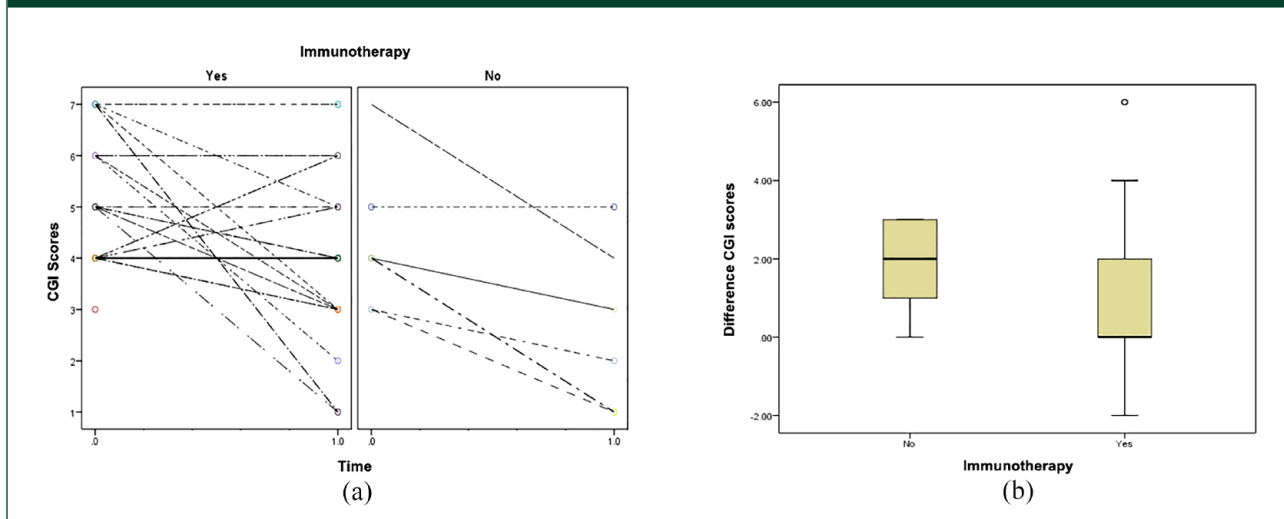 Immunotherapy
Yes
No
CGI Scores
7
6
5
4
3
2
1
.0
1.0
.0
1.0
Time
(a)
Difference CGI scores
6.00
4.00
2.00
.00
-2.00
No
Yes
Immunotherapy
(b)